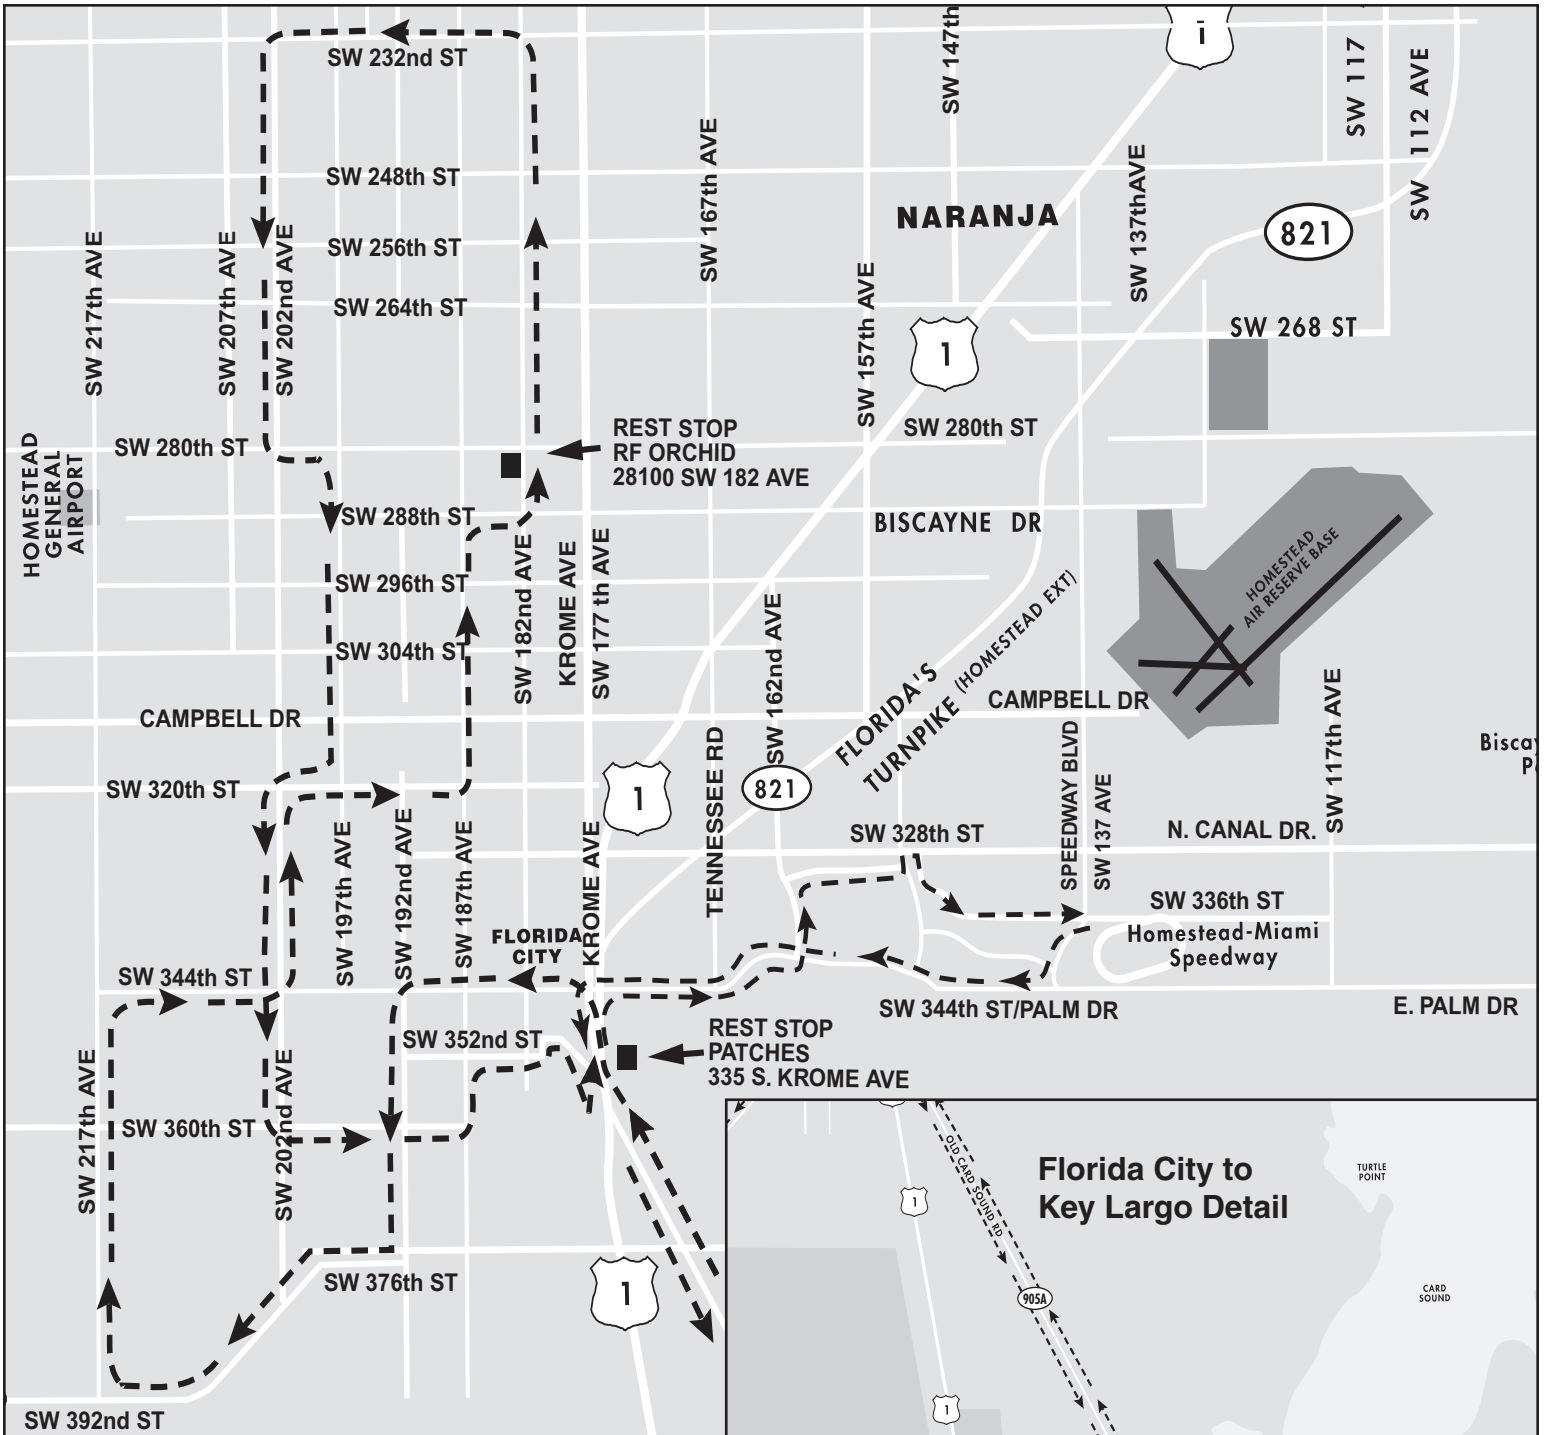 1
SW 147th
SW 117
SW 112 AVE
SW 232nd ST
SW 248th ST
SW 167th AVE
SW 137thAVE
NARANJA
821
SW 256th ST
SW 217th AVE
SW 207th AVE
SW 202nd AVE
SW 264th ST
SW 157th AVE
SW 268 ST
1
SW 280th ST
REST STOP
RF ORCHID
28100 SW 182 AVE
SW 280th ST
HOMESTEAD
GENERAL
AIRPORT
SW 288th ST
BISCAYNE DR
SW 296th ST
SW 182nd AVE
KROME AVE
SW 177 th AVE
HOMESTEAD
AIR RESERVE BASE
SW 304th ST
SW 162nd AVE
FLORIDA'S
TURNPIKE (HOMESTEAD EXT)
CAMPBELL DR
CAMPBELL DR
SW 117th AVE
SW 320th ST
1
TENNESSEE RD
821
SPEEDWAY BLVD
SW 137 AVE
SW 328th ST
N. CANAL DR.
SW 197th AVE
SW 192nd AVE
SW 187th AVE
KROME AVE
SW 336th ST
Homestead-Miami
Speedway
FLORIDA
CITY
SW 344th ST
SW 344th ST/PALM DR
E. PALM DR
SW 352nd ST
REST STOP
PATCHES
335 S. KROME AVE
SW 217th AVE
SW 202nd AVE
SW 360th ST
SW 376th ST
1
SW 392nd ST
Florida City to
Key Largo Detail
OLD CARD SOUND RD
1
905A
1
TURTLE
POINT
CARD
SOUND